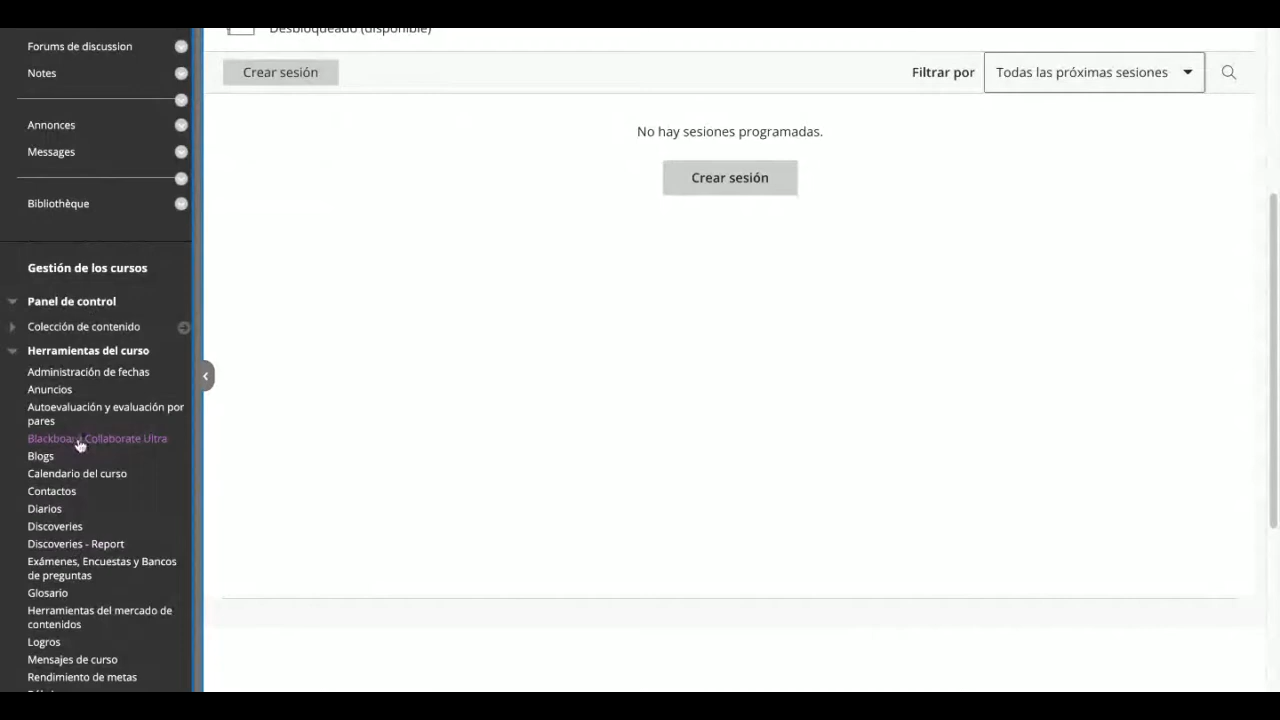 Forums de discussion
Notes
Annonces
Messages
Bibliothèque
Gestión de los cursos
Panel de control
Colección de contenido
Herramientas del curso
Administración de fechas
Anuncios
Autoevaluación y evaluación por
pares
Blackboard Collaborate Ultra
Blogs
Calendario del curso
Contactos
Diarios
Discoveries
Discoveries - Report
Exámenes, Encuestas y Bancos
de preguntas
Glosario
Herramientas del mercado de
contenidos
Logros
Mensajes de curso
Rendimiento de metas
Desbloqueado (disponible)
Crear sesión
Filtrar por
Todas las próximas sesiones
No hay sesiones programadas.
Crear sesión